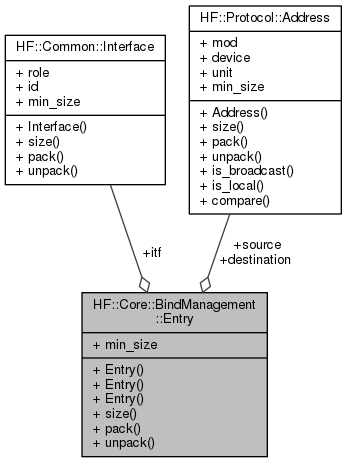 HF::Common::Interface
+ role
+ id
+ min_size
+ Interface()
+ size()
+ pack()
+ unpack()
HF::Protocol::Address
+ mod
+ device
+ unit
+ min_size
+ Address()
+ size()
+ pack()
+ unpack()
+ is_broadcast()
+ is_local()
+ compare()
+itf
+source
+destination
HF::Core::BindManagement
::Entry
+ min_size
+ Entry()
+ Entry()
+ Entry()
+ size()
+ pack()
+ unpack()